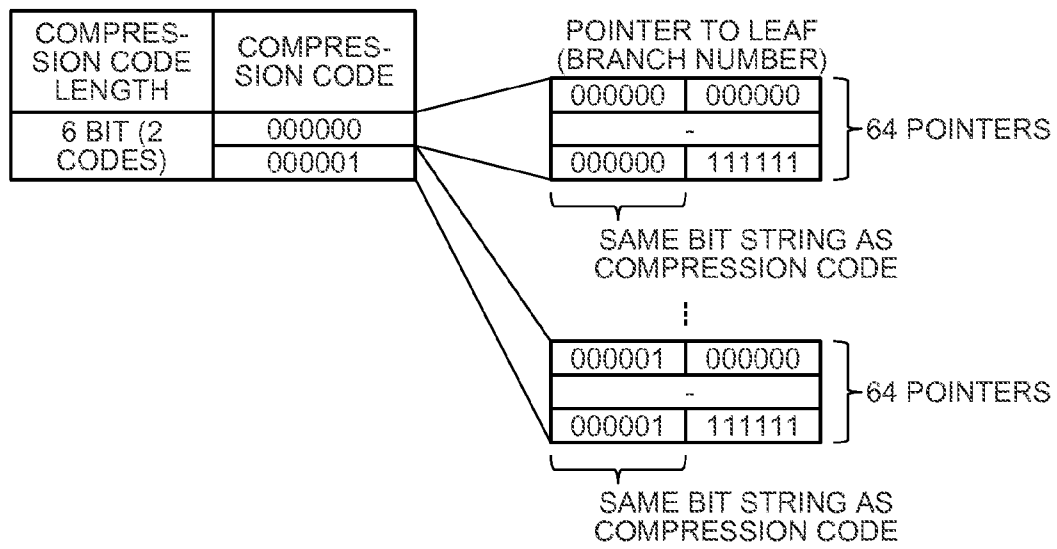 COMPRES-
SION CODE
LENGTH
COMPRES-
SION CODE
6 BIT (2
CODES)
000000
000001
POINTER TO LEAF
(BRANCH NUMBER)
000000 000000
-
000000 111111
64 POINTERS
SAME BIT STRING AS
COMPRESSION CODE
000001 000000
-
000001 111111
64 POINTERS
SAME BIT STRING AS
COMPRESSION CODE